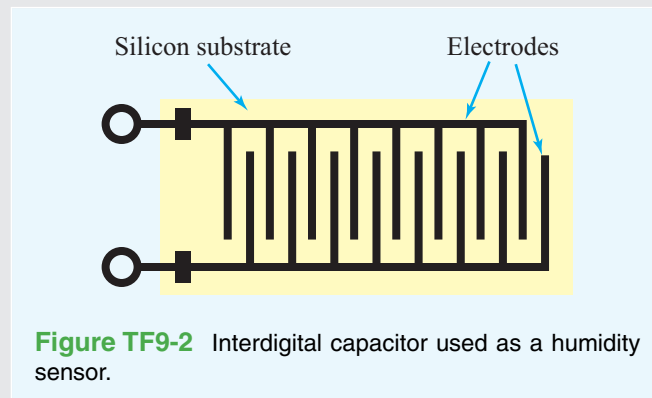 Silicon substrate
Electrodes
Figure TF9-2 Interdigital capacitor used as a humidity
sensor.